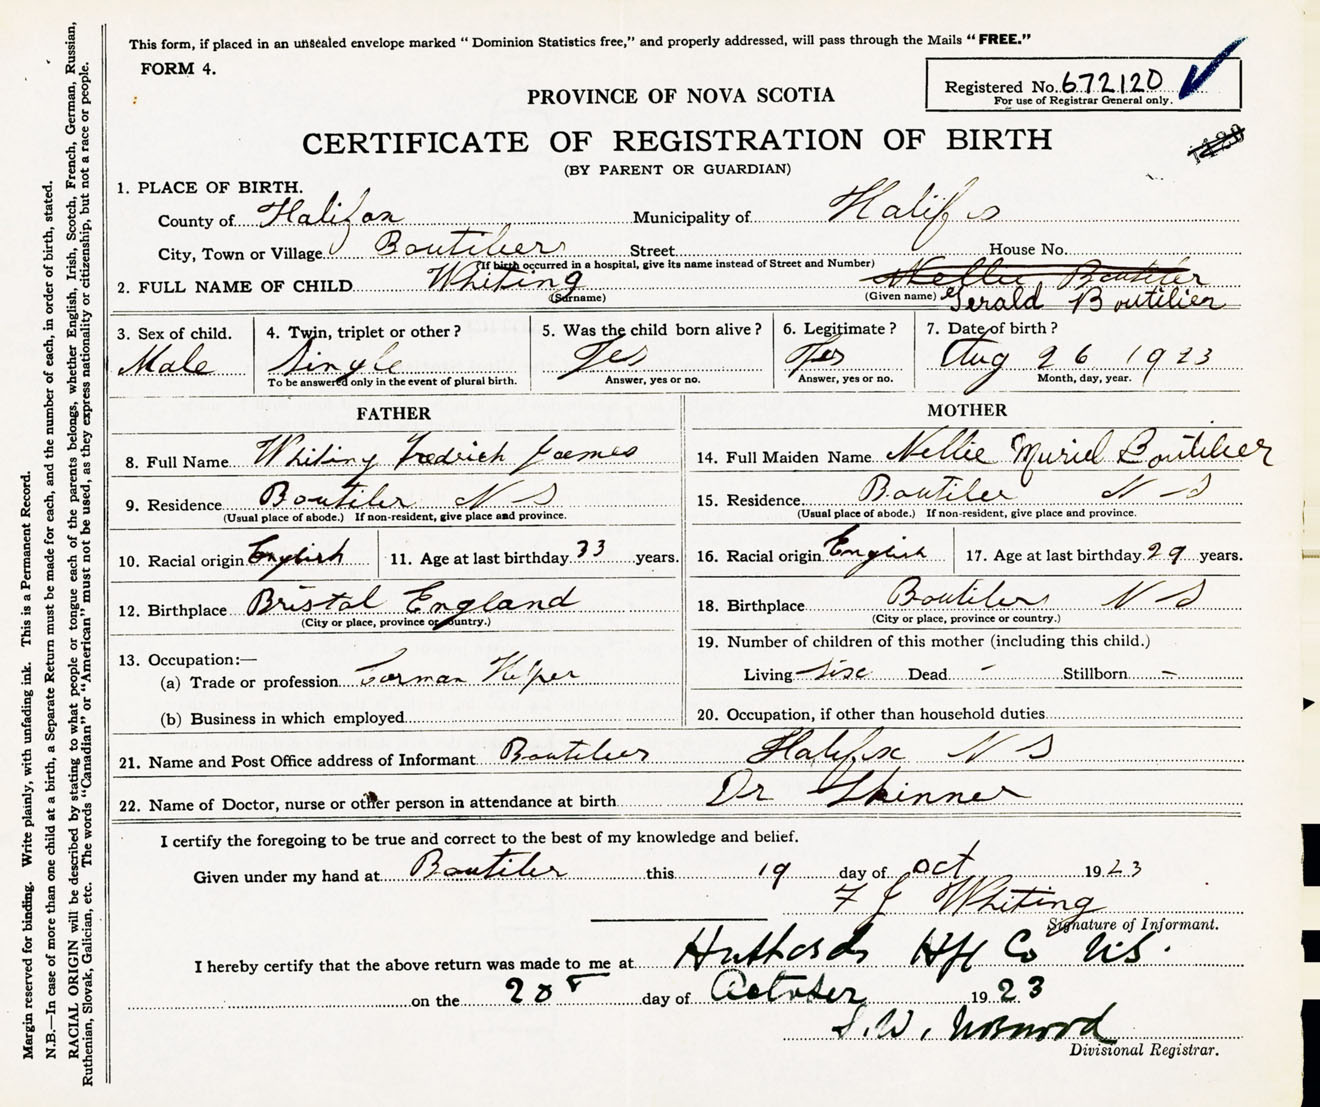 This form, if placed in an unsealed envelope marked "Dominion Statistics free," and properly addressed, will pass through the Mails "FREE."
FORM 4.
Registered No. 672120
For use of Registrar General only.
PROVINCE OF NOVA SCOTIA
CERTIFICATE OF REGISTRATION OF BIRTH
(BY PARENT OR GUARDIAN)
1. PLACE OF BIRTH.
County of Halifax Municipality of Halifx
City, Town or Village Boutiliers Street House No.
(If birth occurred in a hospital, give its name instead of Street and Number)
2. FULL NAME OF CHILD Whiting Nellie Boutilier
(Surname) (Given name) Gerald Boutilier
3. Sex of child. 4. Twin, triplet or other? 5. Was the child born alive? 6. Legitimate? 7. Date of birth?
Male Single Yes Yes Aug 26 1923
To be answered only in the event of plural birth. Answer, yes or no. Answer, yes or no. Month, day, year.
FATHER MOTHER
8. Full Name Whiting Fredrich James 14. Full Maiden Name Nellie Muriel Boutilier
9. Residence Boutiler N S 15. Residence Boutiler N S
(Usual place of abode.) If non-resident, give place and province. (Usual place of abode.) If non-resident, give place and province.
10. Racial origin English 11. Age at last birthday 33 years. 16. Racial origin English 17. Age at last birthday 29 years.
12. Birthplace Bristol England 18. Birthplace Boutilers N S
(City or place, province or country.) (City or place, province or country.)
19. Number of children of this mother (including this child.)
13. Occupation:—
(a) Trade or profession Living sixe Dead - Stillborn -
(b) Business in which employed 20. Occupation, if other than household duties
21. Name and Post Office address of Informant Boutilier Halifx N S
22. Name of Doctor, nurse or other person in attendance at birth Dr Skinner
I certify the foregoing to be true and correct to the best of my knowledge and belief.
Given under my hand at Boutiler this 19 day of Oct 1923
F J Whiting
Signature of Informant.
I hereby certify that the above return was made to me at Hfx Co N.S.
on the 20 day of October 1923
Divisional Registrar.
Margin reserved for binding. Write plainly, with unfading ink. This is a Permanent Record.
N.B.—In case of more than one child at a birth, a Separate Return must be made for each, and the number of each, in order of birth, stated.
RACIAL ORIGIN will be described by stating to what people or tongue each of the parents belongs, whether English, Irish, Scotch, French, German, Russian,
Ruthenian, Slovak, Galician, etc. The words "Canadian" or "American" must not be used, as they express nationality or citizenship, but not a race or people.